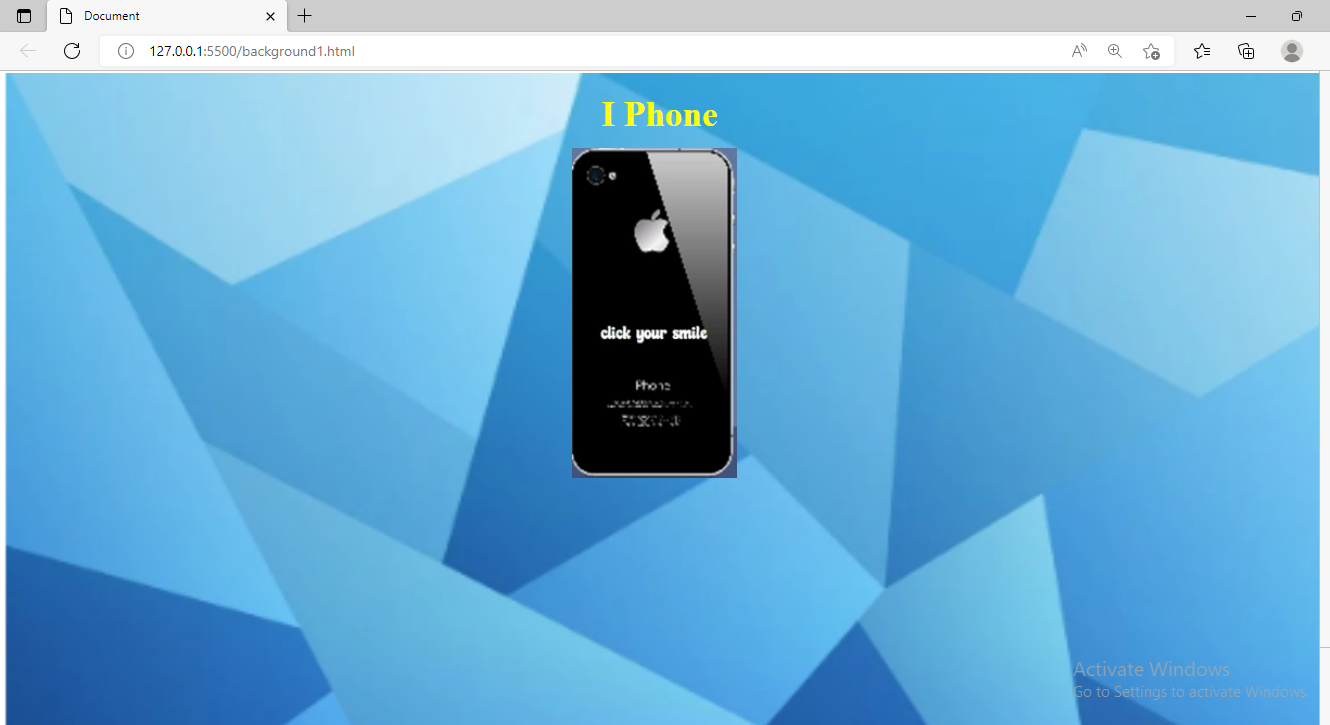 Document
127.0.0.1:5500/background1.html
I Phone
click your smile
iPhone
Activate Windows
Go to Settings to activate Windows.